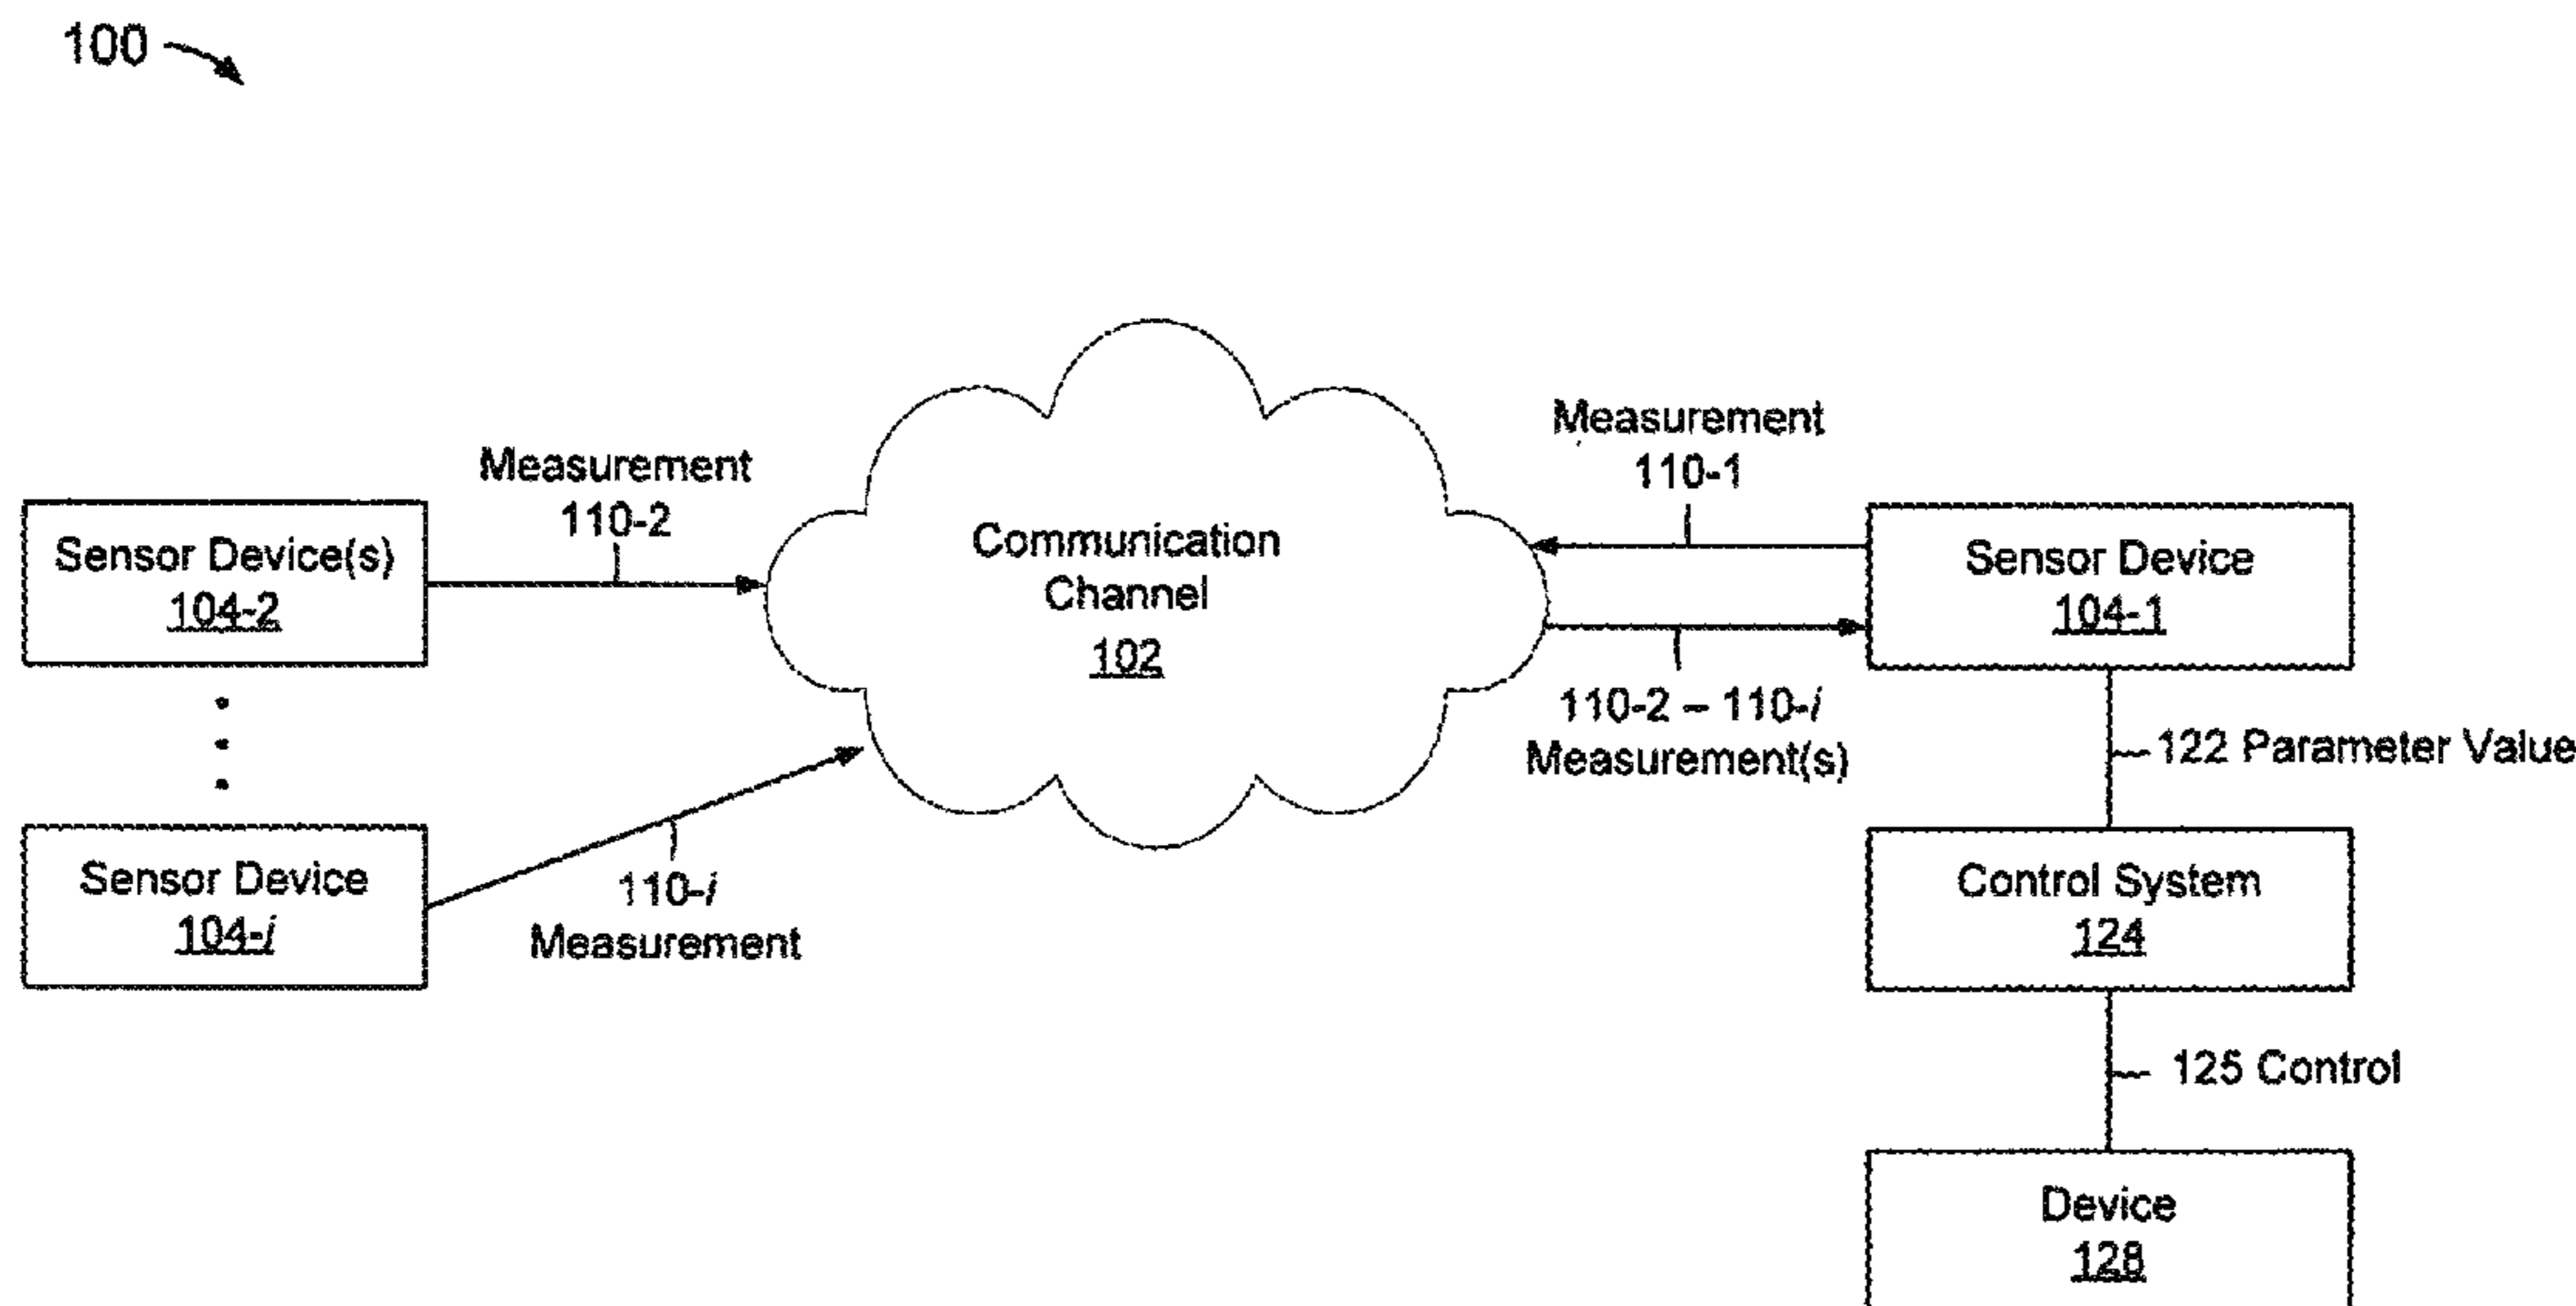 100
Measurement
110-2
Sensor Device(s)
104-2
Sensor Device
104-i
110-i
Measurement
Communication
Channel
102
Measurement
110-1
110-2 – 110-i
Measurement(s)
Sensor Device
104-1
122 Parameter Value
Control System
124
125 Control
Device
128